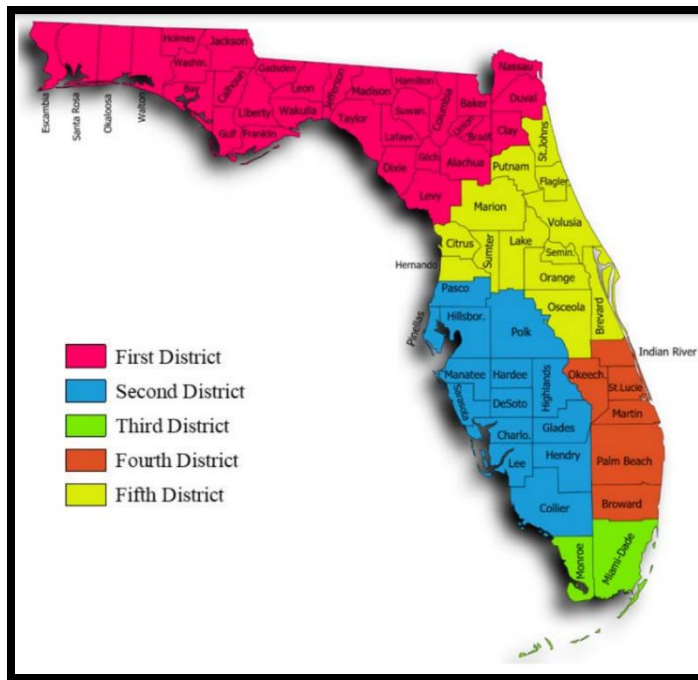 Holmes
Jackson
Washin.
Gadsden
Bay
Calhoun
Leon
Jefferson
Madison
Hamilton
Columbia
Nassau
Baker
Duval
Liberty
Wakulla
Taylor
Suwan.
Union
Bradf
Clay
St.Johns
Gulf
Franklin
Lafaye.
Gilch
Alachua
Dixie
Putnam
Flagler.
Levy
Marion
Volusia
Escambia
Santa Rosa
Okaloosa
Walton
Citrus
Sumter
Lake
Semin.
Hernando
Orange
Pasco
Osceola
Brevard
Pinellas
Hillsbor.
Polk
Indian River
Manatee
Hardee
Highlands
Okeech.
St.Lucie
Sarasota
DeSoto
Martin
Charlo.
Glades
Lee
Hendry
Palm Beach
Collier
Broward
Monroe
Miami-Dade
First District
Second District
Third District
Fourth District
Fifth District